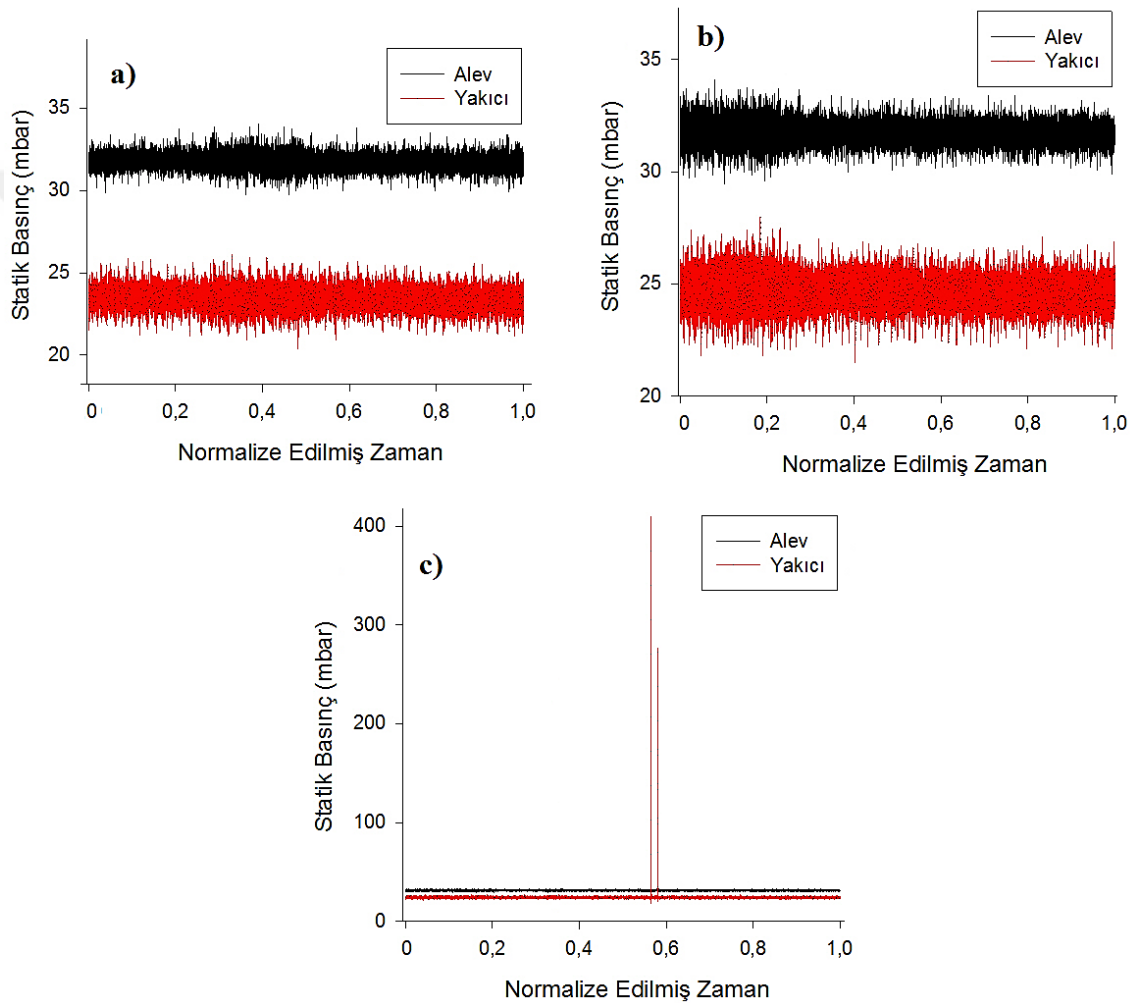 a)
Alev
Yakıcı
Statik Basınç (mbar)
35
30
25
20
0
0,2
0,4
0,6
0,8
1,0
Normalize Edilmiş Zaman
b)
Alev
Yakıcı
Statik Basınç (mbar)
35
30
25
20
0
0,2
0,4
0,6
0,8
1,0
Normalize Edilmiş Zaman
c)
Alev
Yakıcı
Statik Basınç (mbar)
400
300
200
100
0
0
0,2
0,4
0,6
0,8
1,0
Normalize Edilmiş Zaman